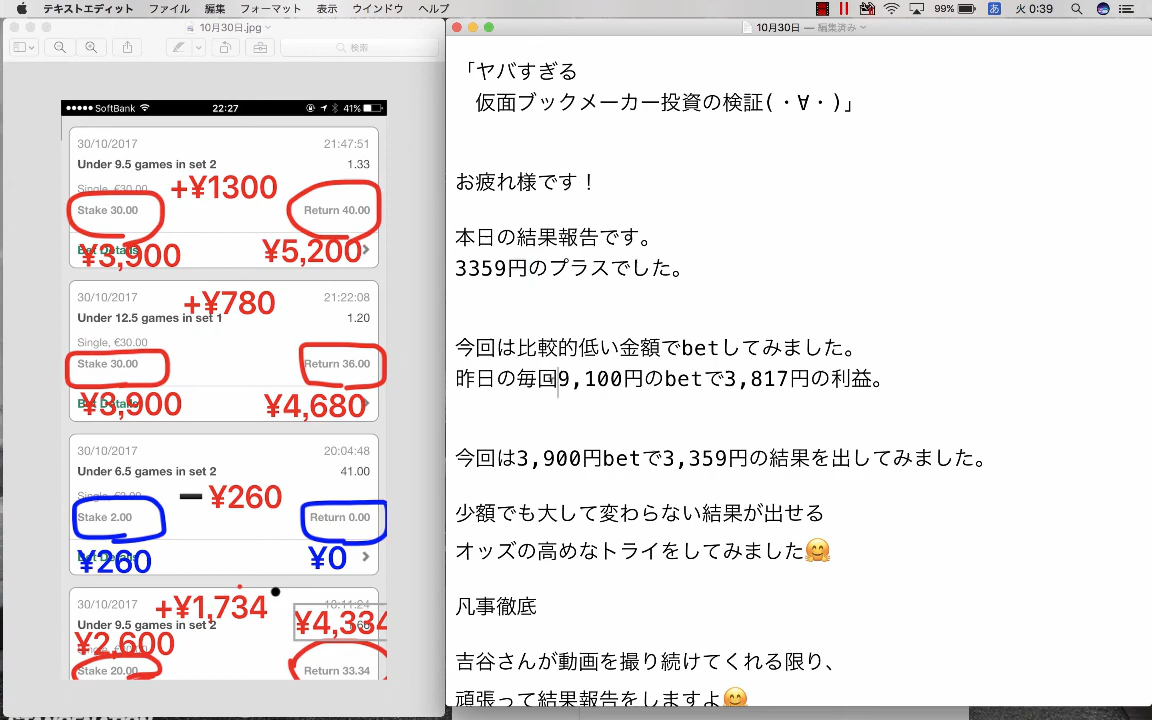 テキストエディット ファイル 編集 フォーマット 表示 ウインドウ ヘルプ
99% あ 火 0:39
10月30日.jpg
検索
10月30日 — 編集済み
SoftBank 22:27 41%
30/10/2017 21:47:51
Under 9.5 games in set 2 1.33
Single, €30.00
+¥1300
Stake 30.00 Return 40.00
Bet Details
¥3,900 ¥5,200
30/10/2017 21:22:08
+¥780
Under 12.5 games in set 1 1.20
Single, €30.00
Stake 30.00 Return 36.00
¥3,900 ¥4,680
30/10/2017 20:04:48
Under 6.5 games in set 2 41.00
−¥260
Stake 2.00 Return 0.00
¥260 ¥0
30/10/2017 18:11:24
+¥1,734
Under 9.5 games in set 2
¥4,334
¥2,600
Stake 20.00 Return 33.34
「ヤバすぎる
仮面ブックメーカー投資の検証(・∀・)」
お疲れ様です！
本日の結果報告です。
3359円のプラスでした。
今回は比較的低い金額でbetしてみました。
昨日の毎回9,100円のbetで3,817円の利益。
今回は3,900円betで3,359円の結果を出してみました。
少額でも大して変わらない結果が出せる
オッズの高めなトライをしてみました🤗
凡事徹底
吉谷さんが動画を撮り続けてくれる限り、
頑張って結果報告をしますよ😊